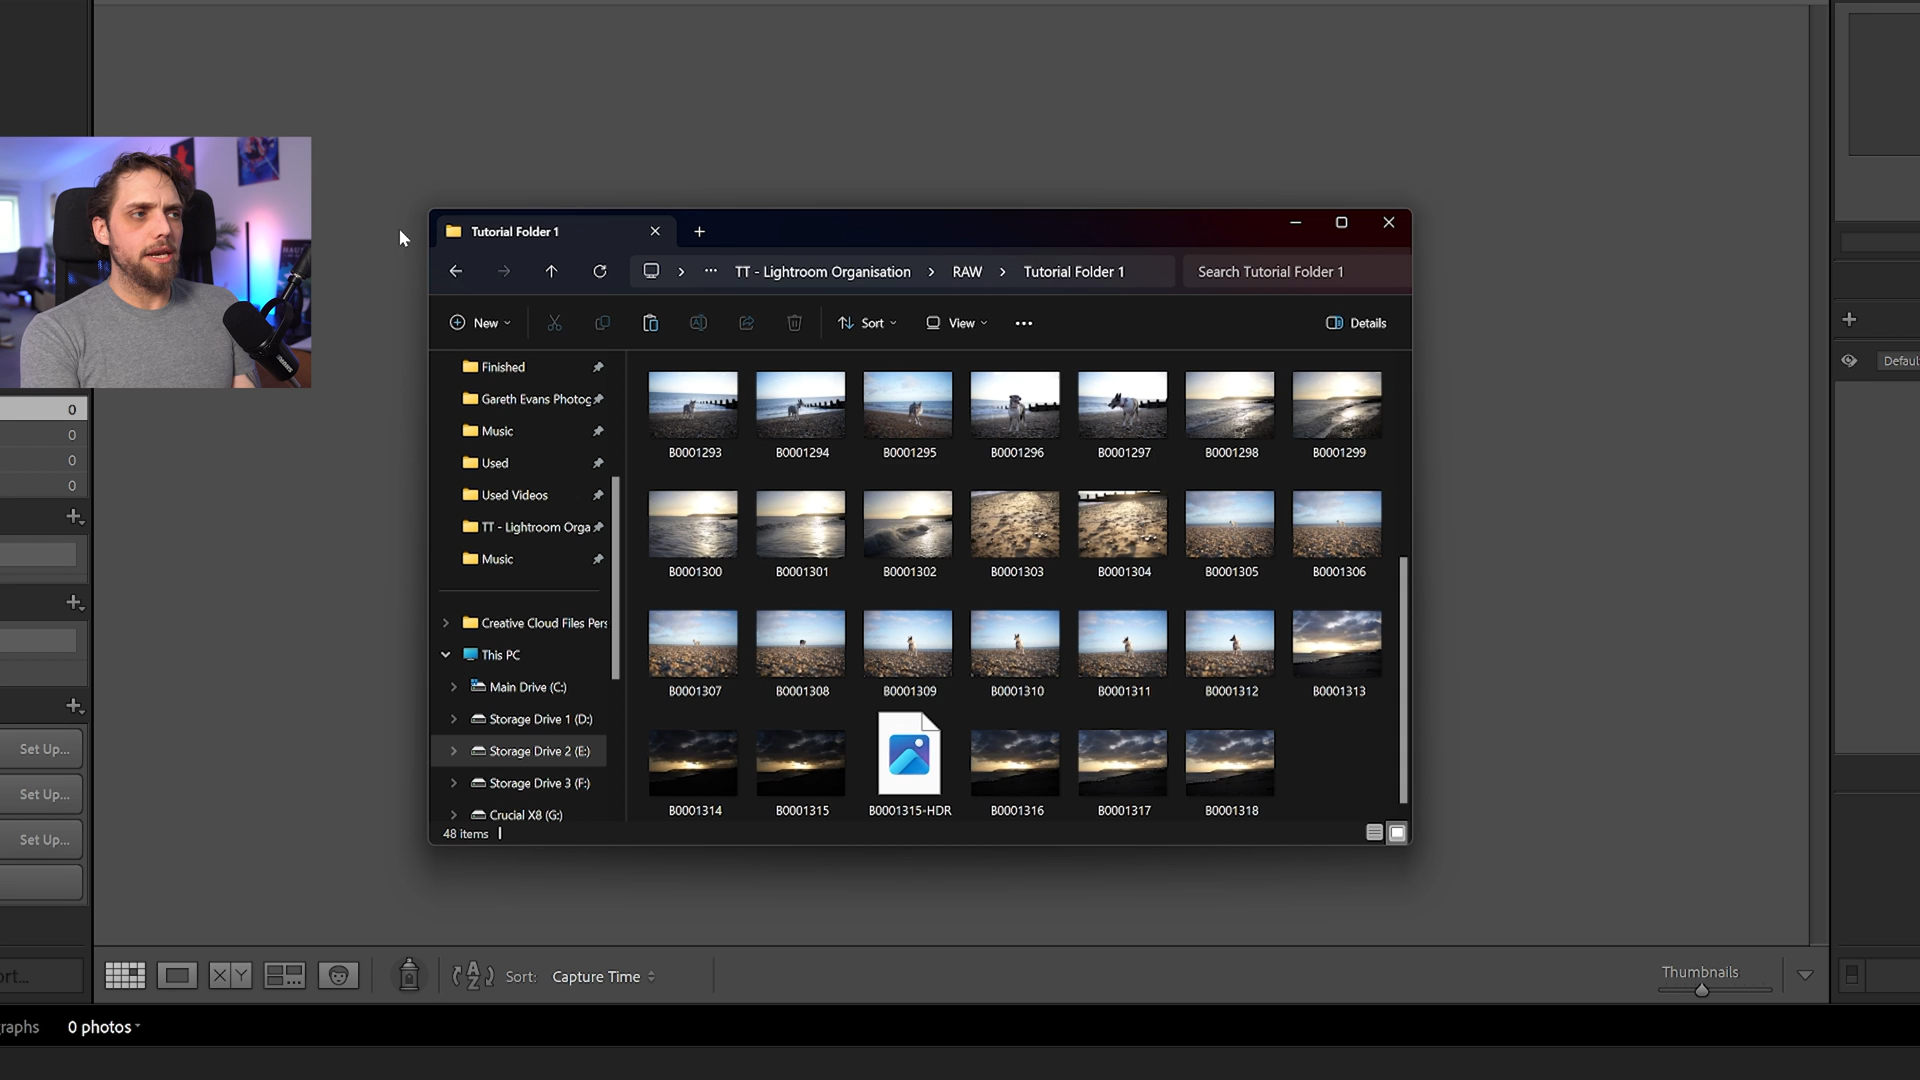 Tutorial Folder 1
TT - Lightroom Organisation
RAW
Tutorial Folder 1
Search Tutorial Folder 1
New
Sort
View
Details
Finished
Gareth Evans Photog
Music
Used
Used Videos
TT - Lightroom Orga
Music
Creative Cloud Files Pers
This PC
Main Drive (C:)
Storage Drive 1 (D:)
Storage Drive 2 (E:)
Storage Drive 3 (F:)
Crucial X8 (G:)
B0001293
B0001294
B0001295
B0001296
B0001297
B0001298
B0001299
B0001300
B0001301
B0001302
B0001303
B0001304
B0001305
B0001306
B0001307
B0001308
B0001309
B0001310
B0001311
B0001312
B0001313
B0001314
B0001315
B0001315-HDR
B0001316
B0001317
B0001318
48 items
0
0
0
0
Set Up...
Set Up...
Set Up...
ort...
Defaul
XY
Sort: Capture Time
Thumbnails
raphs
0 photos